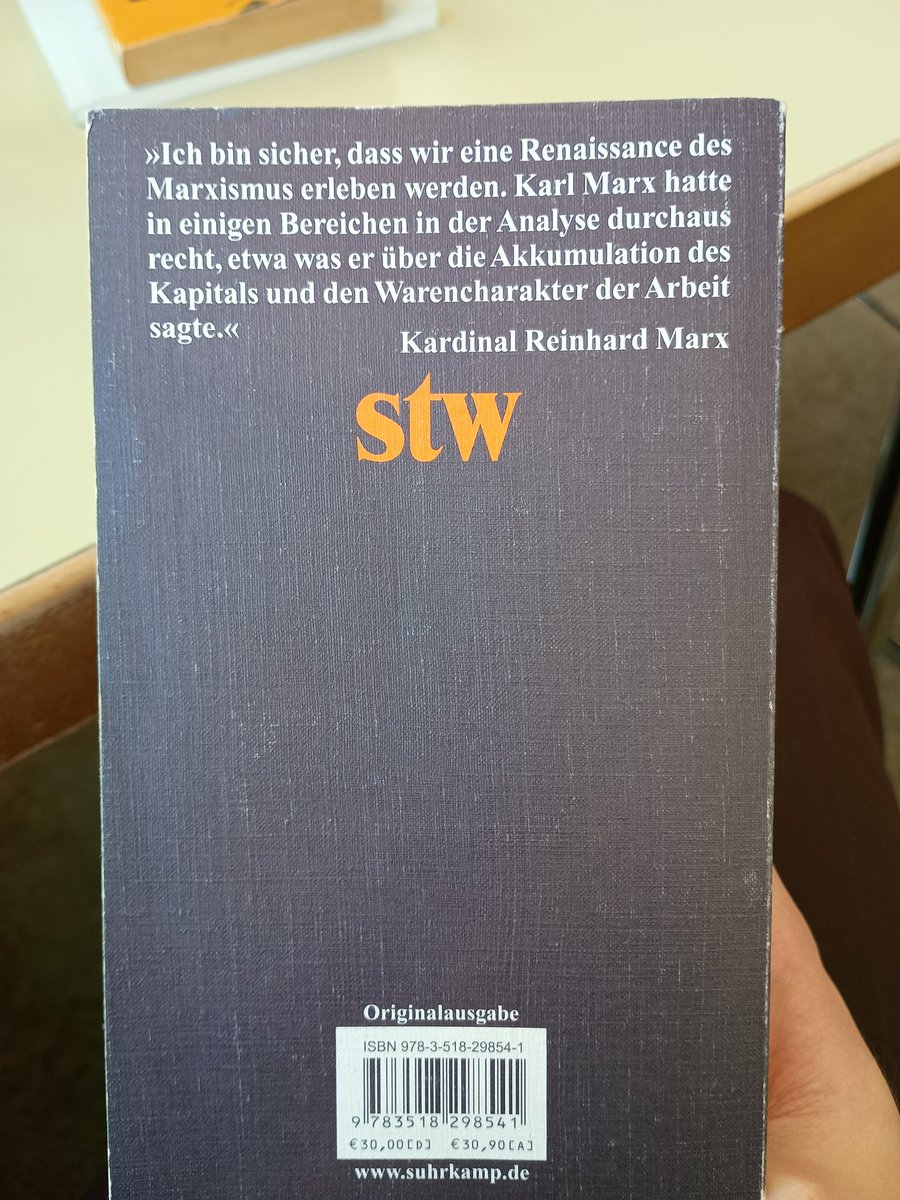 »Ich bin sicher, dass wir eine Renaissance des
Marxismus erleben werden. Karl Marx hatte
in einigen Bereichen in der Analyse durchaus
recht, etwa was er über die Akkumulation des
Kapitals und den Warencharakter der Arbeit
sagte.«
Kardinal Reinhard Marx
stw
Originalausgabe
ISBN 978-3-518-29854-1
9 783518 298541
€30,00[D] €30,90[A]
www.suhrkamp.de